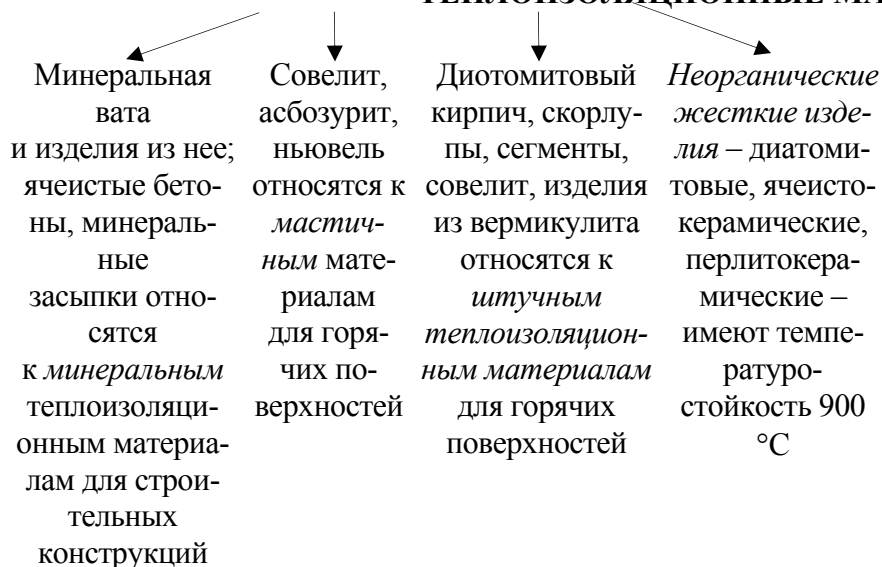 Минеральная
вата
и изделия из нее;
ячеистые бето-
ны, минераль-
ные
засыпки отно-
сятся
к минеральным
теплоизоляци-
онным материа-
лам для строи-
тельных
конструкций
Совелит,
асбозурит,
ньювель
относятся к
мастич-
ным мате-
риалам
для горя-
чих по-
верхностей
Диотомитовый
кирпич, скорлу-
пы, сегменты,
совелит, изделия
из вермикулита
относятся к
штучным
теплоизоляцион-
ным материалам
для горячих
поверхностей
Неорганические
жесткие изде-
лия – диатоми-
товые, ячеисто-
керамические,
перлитокера-
мические –
имеют темпе-
ратуро-
стойкость 900
°С